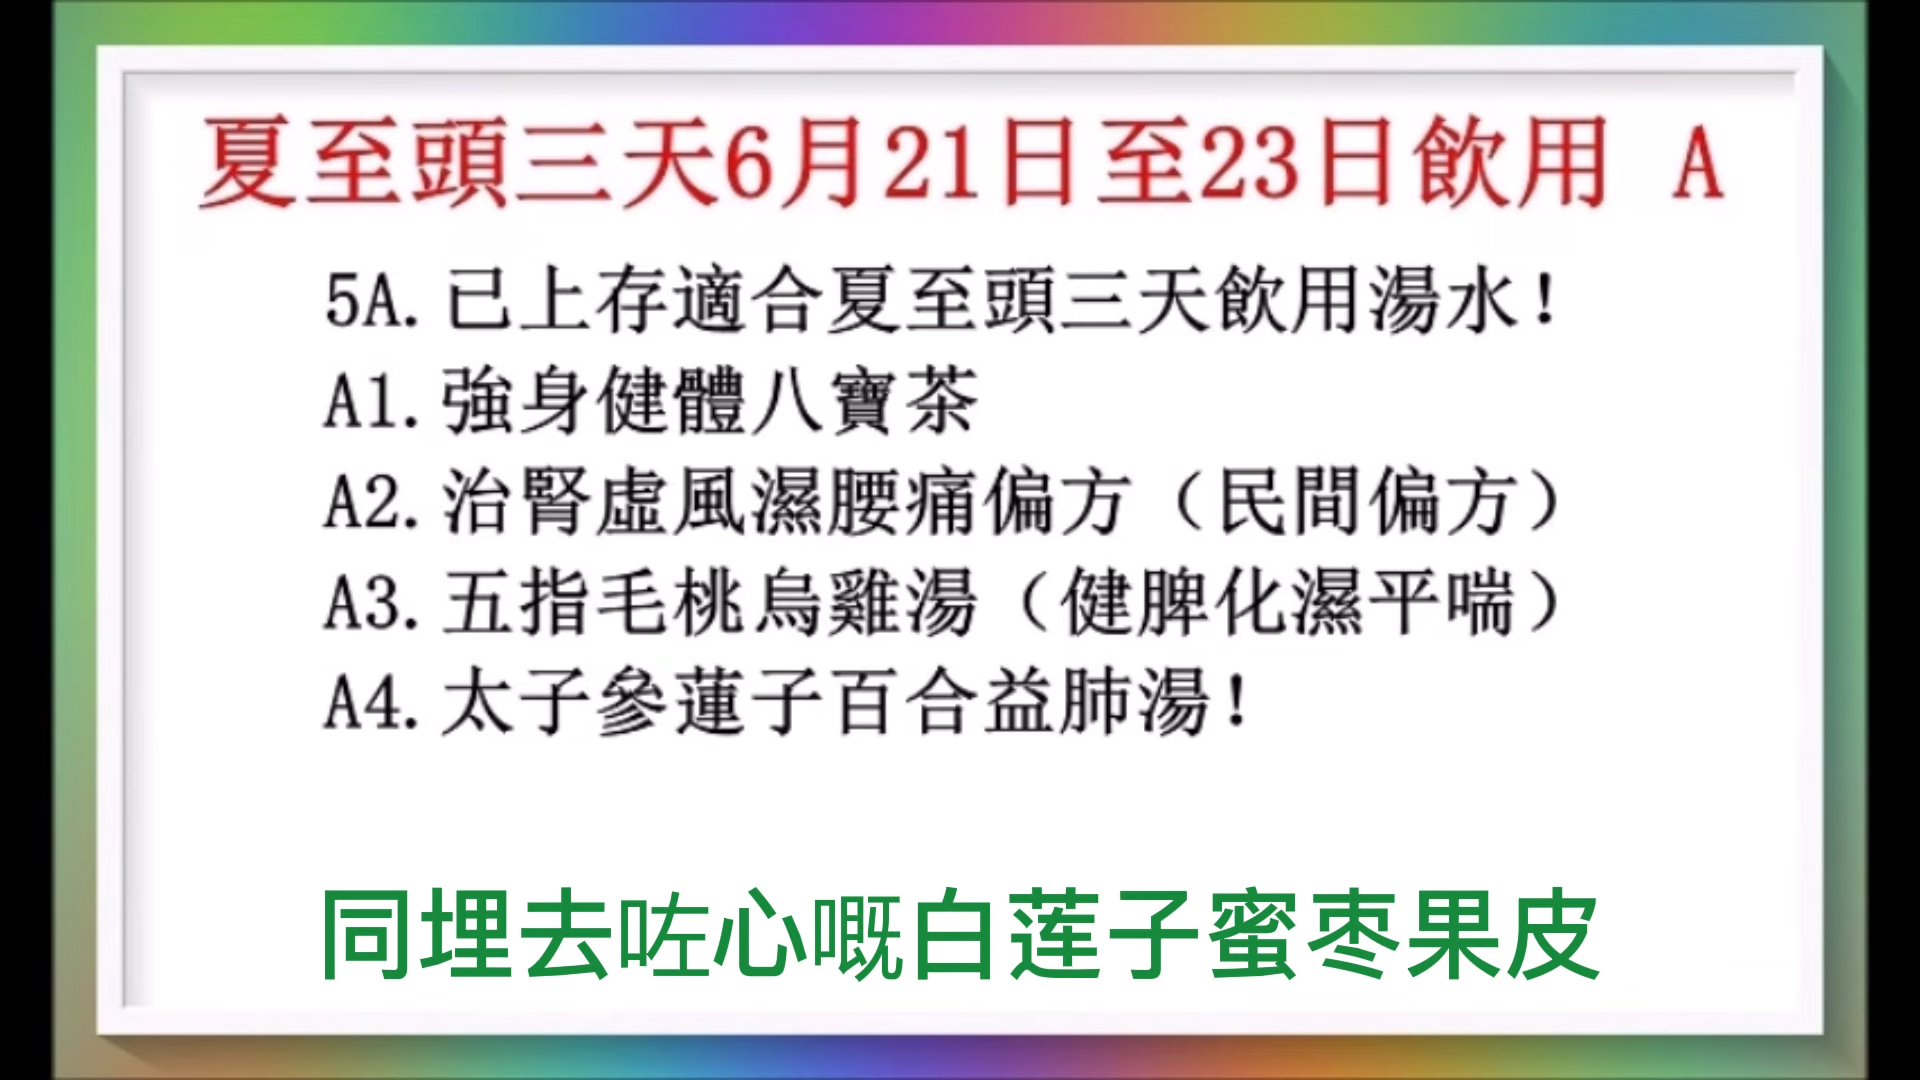 夏至頭三天6月21日至23日飲用 A
5A.已上存適合夏至頭三天飲用湯水!
A1.強身健體八寶茶
A2.治腎虛風濕腰痛偏方（民間偏方）
A3.五指毛桃烏雞湯（健脾化濕平喘）
A4.太子參蓮子百合益肺湯!
同埋去咗心嘅白莲子蜜枣果皮